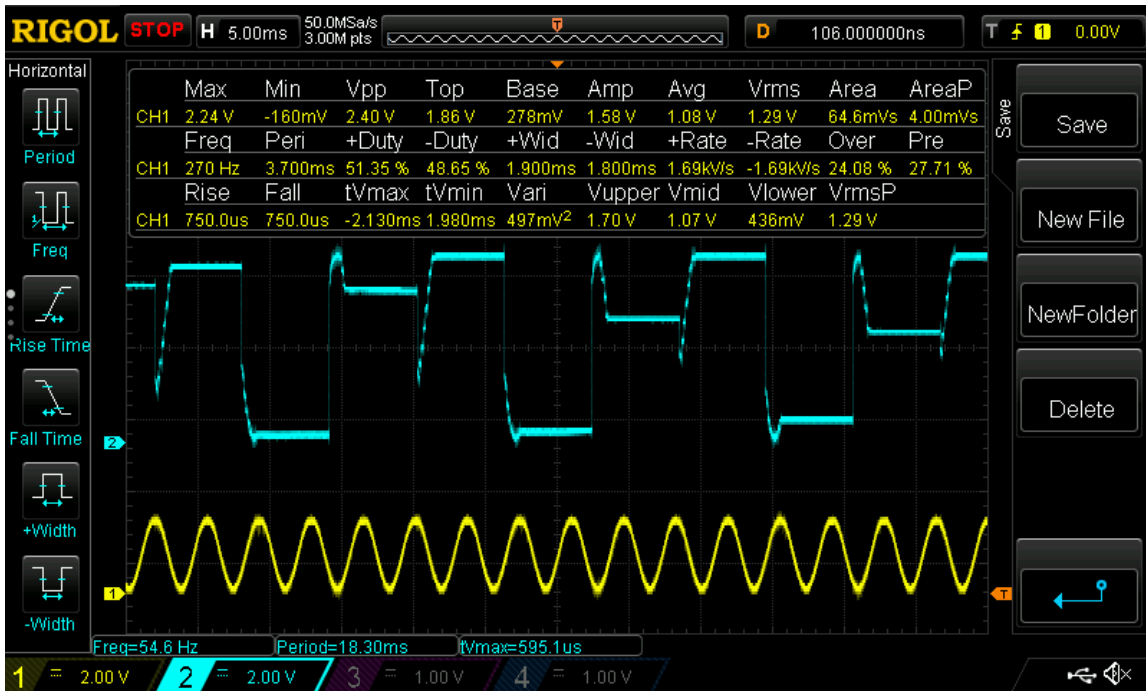 RIGOL STOP H 5.00ms 50.0MSa/s 3.00M pts T D 106.000000ns T 1 0.00V
Horizontal
Period
Freq
Rise Time
Fall Time
+Width
-Width
Max Min Vpp Top Base Amp Avg Vrms Area AreaP
CH1 2.24 V -160mV 2.40 V 1.86 V 278mV 1.58 V 1.08 V 1.29 V 64.6mVs 4.00mVs
Freq Peri +Duty -Duty +Wid -Wid +Rate -Rate Over Pre
CH1 270 Hz 3.700ms 51.35 % 48.65 % 1.900ms 1.800ms 1.69kV/s -1.69kV/s 24.08 % 27.71 %
Rise Fall tVmax tVmin Vari Vupper Vmid Vlower VrmsP
CH1 750.0us 750.0us -2.130ms 1.980ms 497mV² 1.70 V 1.07 V 436mV 1.29 V
2
1
T
Save
Save
New File
NewFolder
Delete
Freq=54.6 Hz Period=18.30ms tVmax=595.1us
1 = 2.00 V 2 = 2.00 V 3 = 1.00 V 4 = 1.00 V